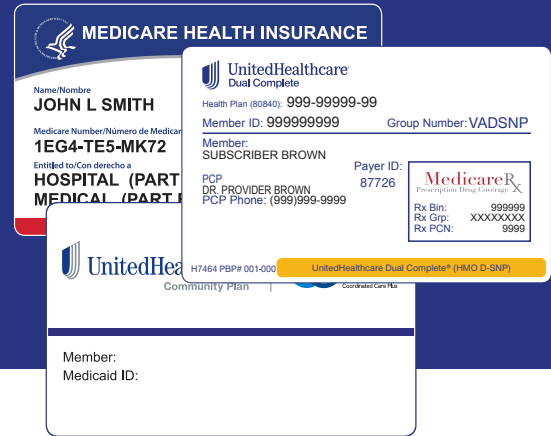 MEDICARE HEALTH INSURANCE
Name/Nombre
JOHN L SMITH
Medicare Number/Número de Medicar
1EG4-TE5-MK72
Entitled to/Con derecho a
HOSPITAL (PART
MEDICAL (PART
UnitedHealthcare®
Dual Complete
Health Plan (80840): 999-99999-99
Member ID: 999999999 Group Number: VADSNP
Member:
SUBSCRIBER BROWN
Payer ID:
87726
PCP
DR. PROVIDER BROWN
PCP Phone: (999)999-9999
MedicareRx
Prescription Drug Coverage
Rx Bin: 999999
Rx Grp: XXXXXXXX
Rx PCN: 9999
H7464 PBP# 001-000 UnitedHealthcare Dual Complete® (HMO D-SNP)
UnitedHea
Community Plan
Coordinated Care Plus
Member:
Medicaid ID: